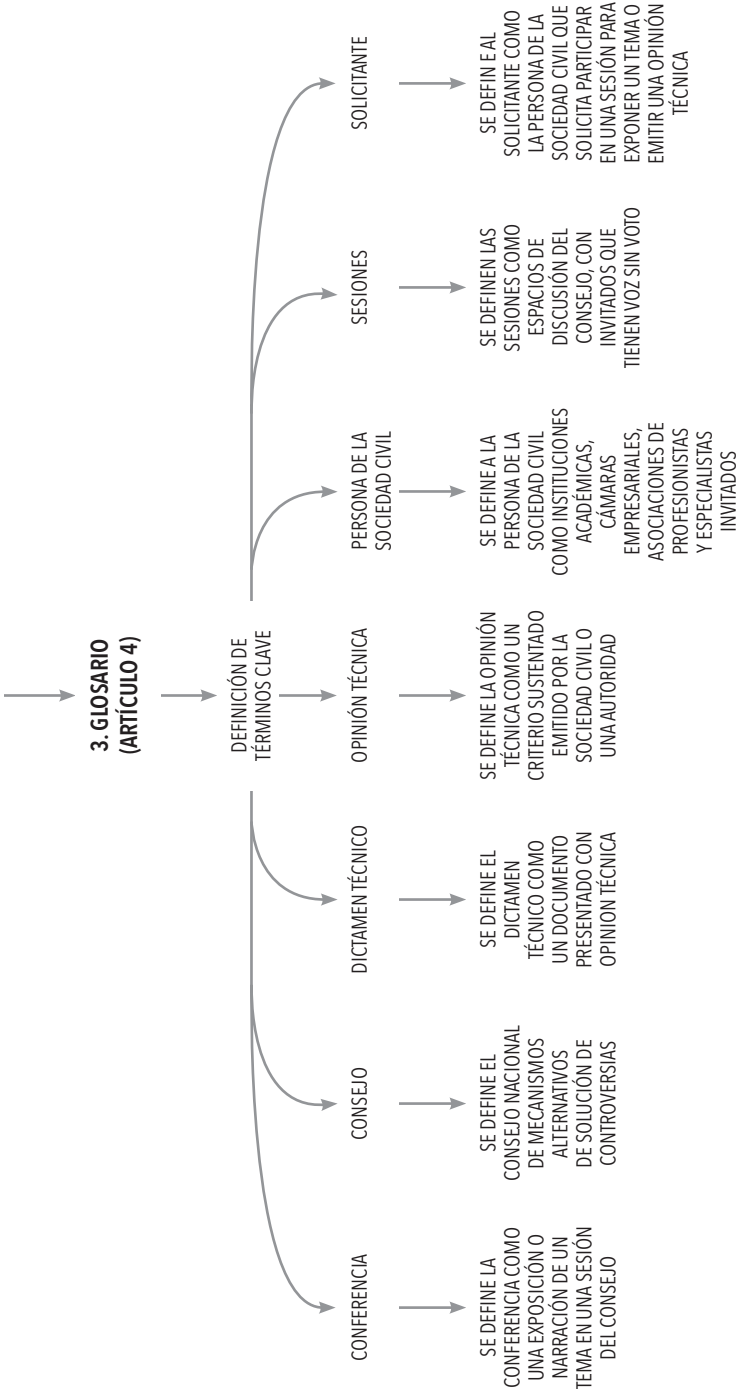 3. GLOSARIO
(ARTÍCULO 4)
DEFINICIÓN DE
TÉRMINOS CLAVE
CONFERENCIA
SE DEFINE LA
CONFERENCIA COMO
UNA EXPOSICIÓN O
NARRACIÓN DE UN
TEMA EN UNA SESIÓN
DEL CONSEJO
CONSEJO
SE DEFINE EL
CONSEJO NACIONAL
DE MECANISMOS
ALTERNATIVOS
DE SOLUCIÓN DE
CONTROVERSIAS
DICTAMEN TÉCNICO
SE DEFINE EL
DICTAMEN
TÉCNICO COMO
UN DOCUMENTO
PRESENTADO CON
OPINION TÉCNICA
OPINIÓN TÉCNICA
SE DEFINE LA OPINIÓN
TÉCNICA COMO UN
CRITERIO SUSTENTADO
EMITIDO POR LA
SOCIEDAD CIVIL O
UNA AUTORIDAD
PERSONA DE LA
SOCIEDAD CIVIL
SE DEFINE A LA
PERSONA DE LA
SOCIEDAD CIVIL
COMO INSTITUCIONES
ACADÉMICAS,
CÁMARAS
EMPRESARIALES,
ASOCIACIONES DE
PROFESIONISTAS
Y ESPECIALISTAS
INVITADOS
SESIONES
SE DEFINEN LAS
SESIONES COMO
ESPACIOS DE
DISCUSIÓN DEL
CONSEJO, CON
INVITADOS QUE
TIENEN VOZ SIN VOTO
SOLICITANTE
SE DEFIN E AL
SOLICITANTE COMO
LA PERSONA DE LA
SOCIEDAD CIVIL QUE
SOLICITA PARTICIPAR
EN UNA SESIÓN PARA
EXPONER UN TEMA O
EMITIR UNA OPINIÓN
TÉCNICA